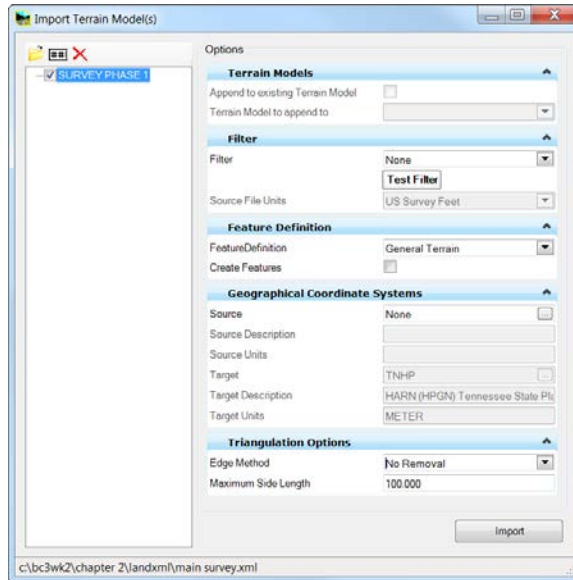 Import Terrain Model(s)
SURVEY PHASE 1
Options
Terrain Models
Append to existing Terrain Model
Terrain Model to append to
Filter
Filter None
Test Filter
Source File Units US Survey Feet
Feature Definition
FeatureDefinition General Terrain
Create Features
Geographical Coordinate Systems
Source None ...
Source Description
Source Units
Target TNHP ...
Target Description HARN (HPGN) Tennessee State Pla
Target Units METER
Triangulation Options
Edge Method No Removal
Maximum Side Length 100.000
Import
c:\bc3wk2\chapter 2\landxml\main survey.xml